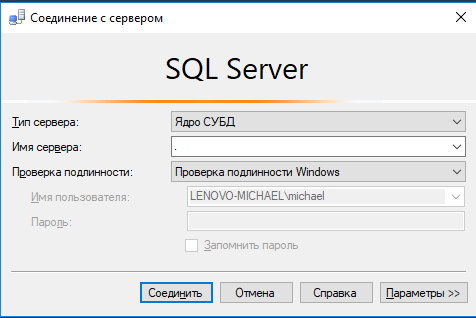 Соединение с сервером
SQL Server
Тип сервера: Ядро СУБД
Имя сервера: .
Проверка подлинности: Проверка подлинности Windows
Имя пользователя: LENOVO-MICHAEL\michael
Пароль:
Запомнить пароль
Соединить Отмена Справка Параметры >>